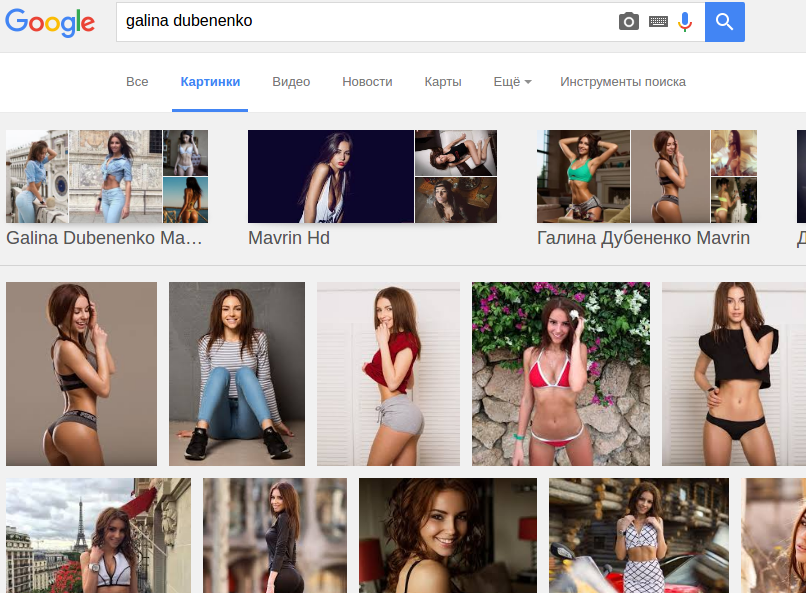 Google
galina dubenenko
Все Картинки Видео Новости Карты Ещё Инструменты поиска
Galina Dubenenko Ma… Mavrin Hd Галина Дубененко Mavrin Д